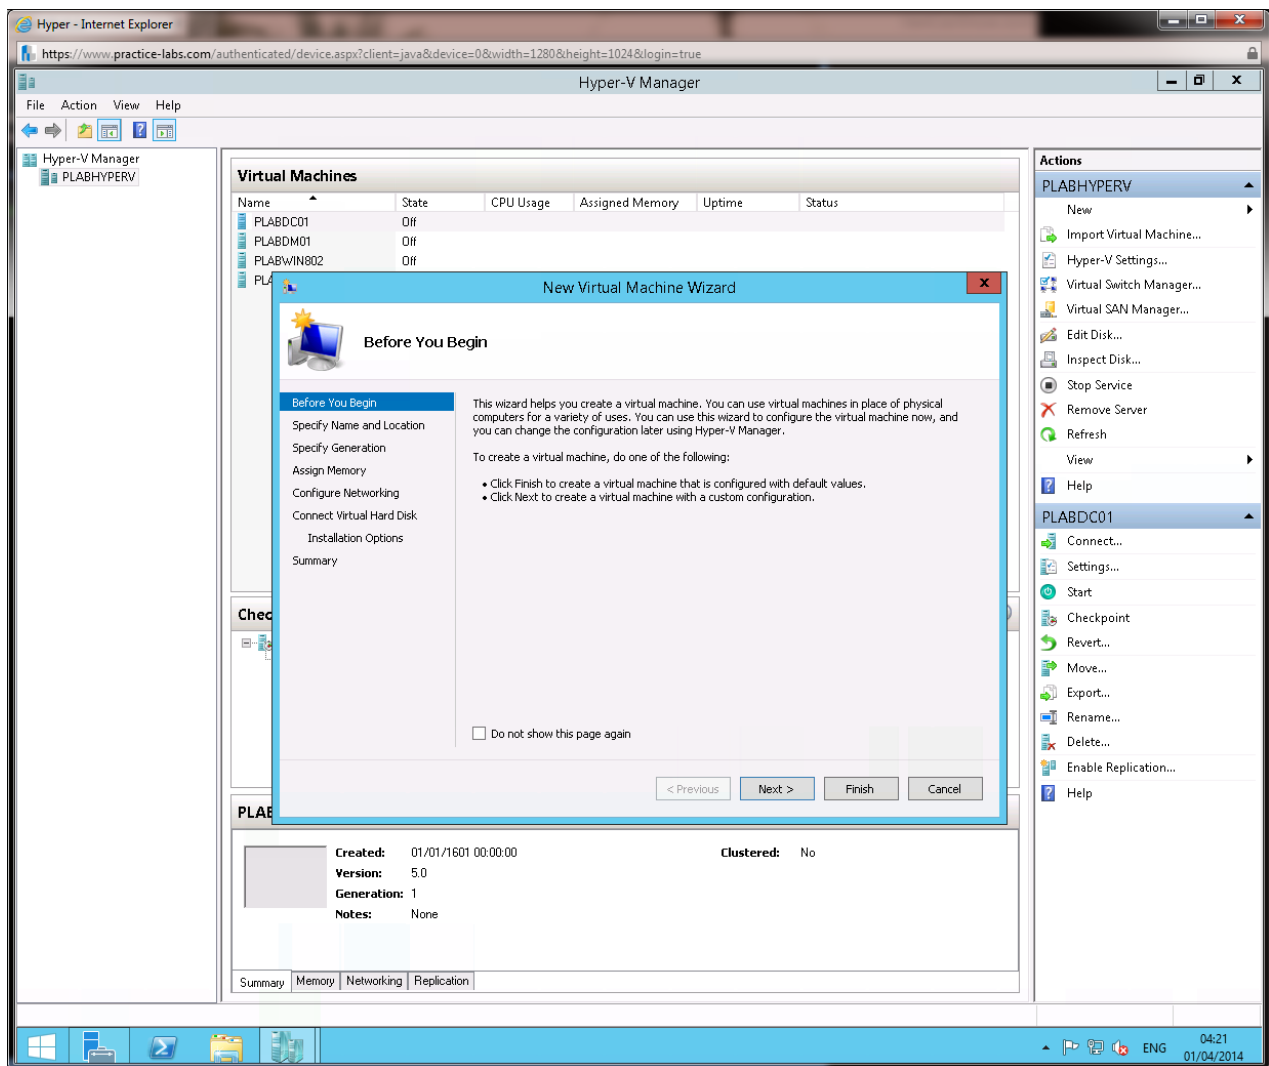 Hyper - Internet Explorer
https://www.practice-labs.com/authenticated/device.aspx?client=java&device=0&width=1280&height=1024&login=true
Hyper-V Manager
File Action View Help
Hyper-V Manager
PLABHYPERV
Virtual Machines
Name State CPU Usage Assigned Memory Uptime Status
PLABDC01 Off
PLABDM01 Off
PLABWIN802 Off
PLA
New Virtual Machine Wizard
Before You Begin
Before You Begin
Specify Name and Location
Specify Generation
Assign Memory
Configure Networking
Connect Virtual Hard Disk
Installation Options
Summary
This wizard helps you create a virtual machine. You can use virtual machines in place of physical
computers for a variety of uses. You can use this wizard to configure the virtual machine now, and
you can change the configuration later using Hyper-V Manager.
To create a virtual machine, do one of the following:
• Click Finish to create a virtual machine that is configured with default values.
• Click Next to create a virtual machine with a custom configuration.
Do not show this page again
< Previous Next > Finish Cancel
Chec
PLAB
Created: 01/01/1601 00:00:00 Clustered: No
Version: 5.0
Generation: 1
Notes: None
Summary Memory Networking Replication
Actions
PLABHYPERV
New
Import Virtual Machine...
Hyper-V Settings...
Virtual Switch Manager...
Virtual SAN Manager...
Edit Disk...
Inspect Disk...
Stop Service
Remove Server
Refresh
View
Help
PLABDC01
Connect...
Settings...
Start
Checkpoint
Revert...
Move...
Export...
Rename...
Delete...
Enable Replication...
Help
ENG 04:21
01/04/2014